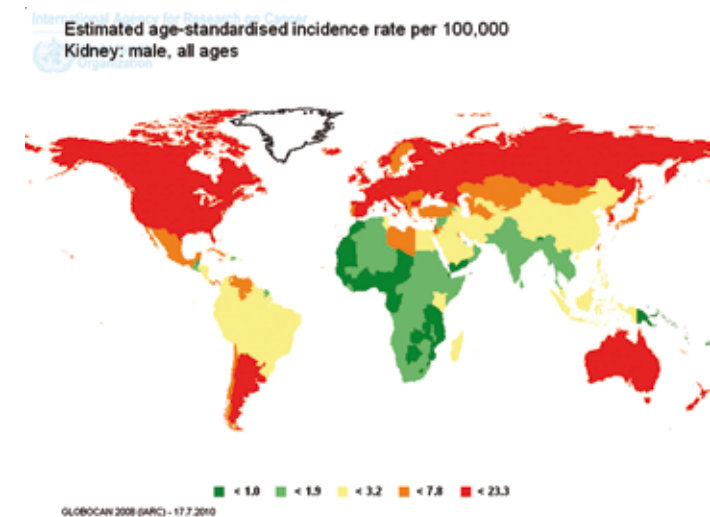 International Agency for Research on Cancer
Estimated age-standardised incidence rate per 100,000
Kidney: male, all ages
Organization
< 1.0 < 1.9 < 3.2 < 7.8 < 23.3
GLOBOCAN 2008 (IARC) - 17.7.2010